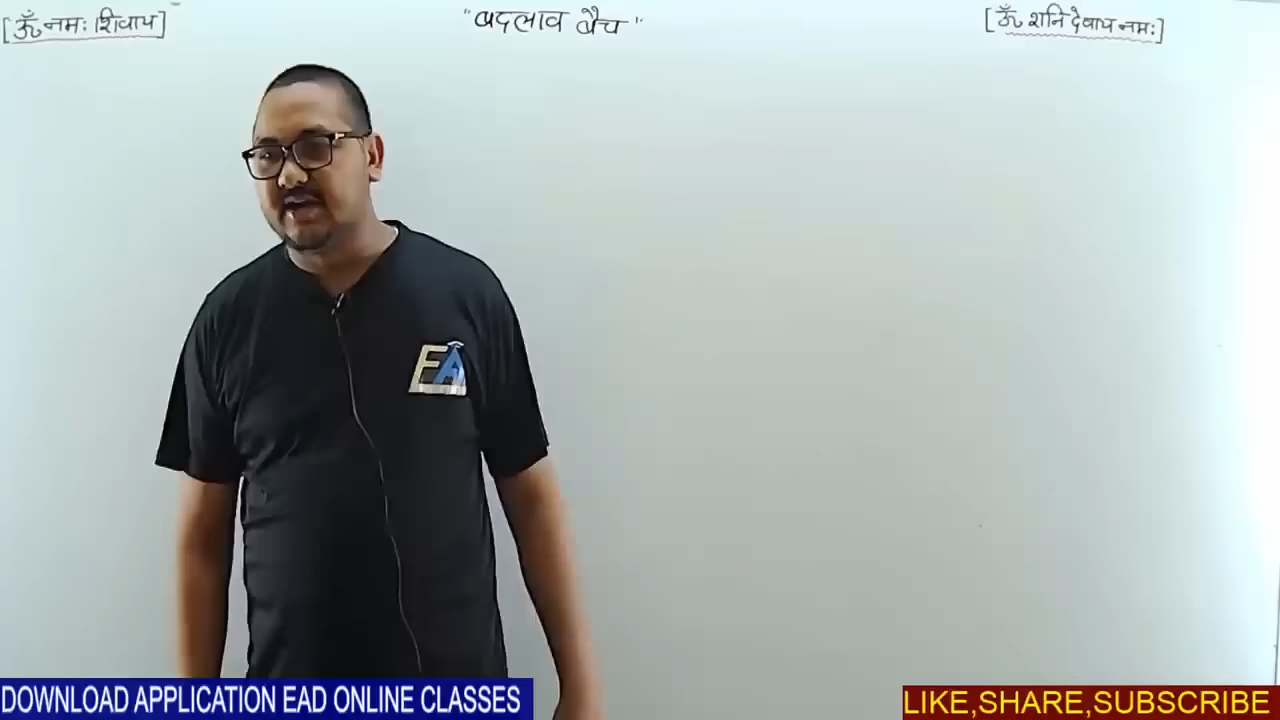 [ॐ नमः शिवाय]
"बदलाव बैच"
[ॐ शनि देवाय नमः]
EA
DOWNLOAD APPLICATION EAD ONLINE CLASSES
LIKE,SHARE,SUBSCRIBE